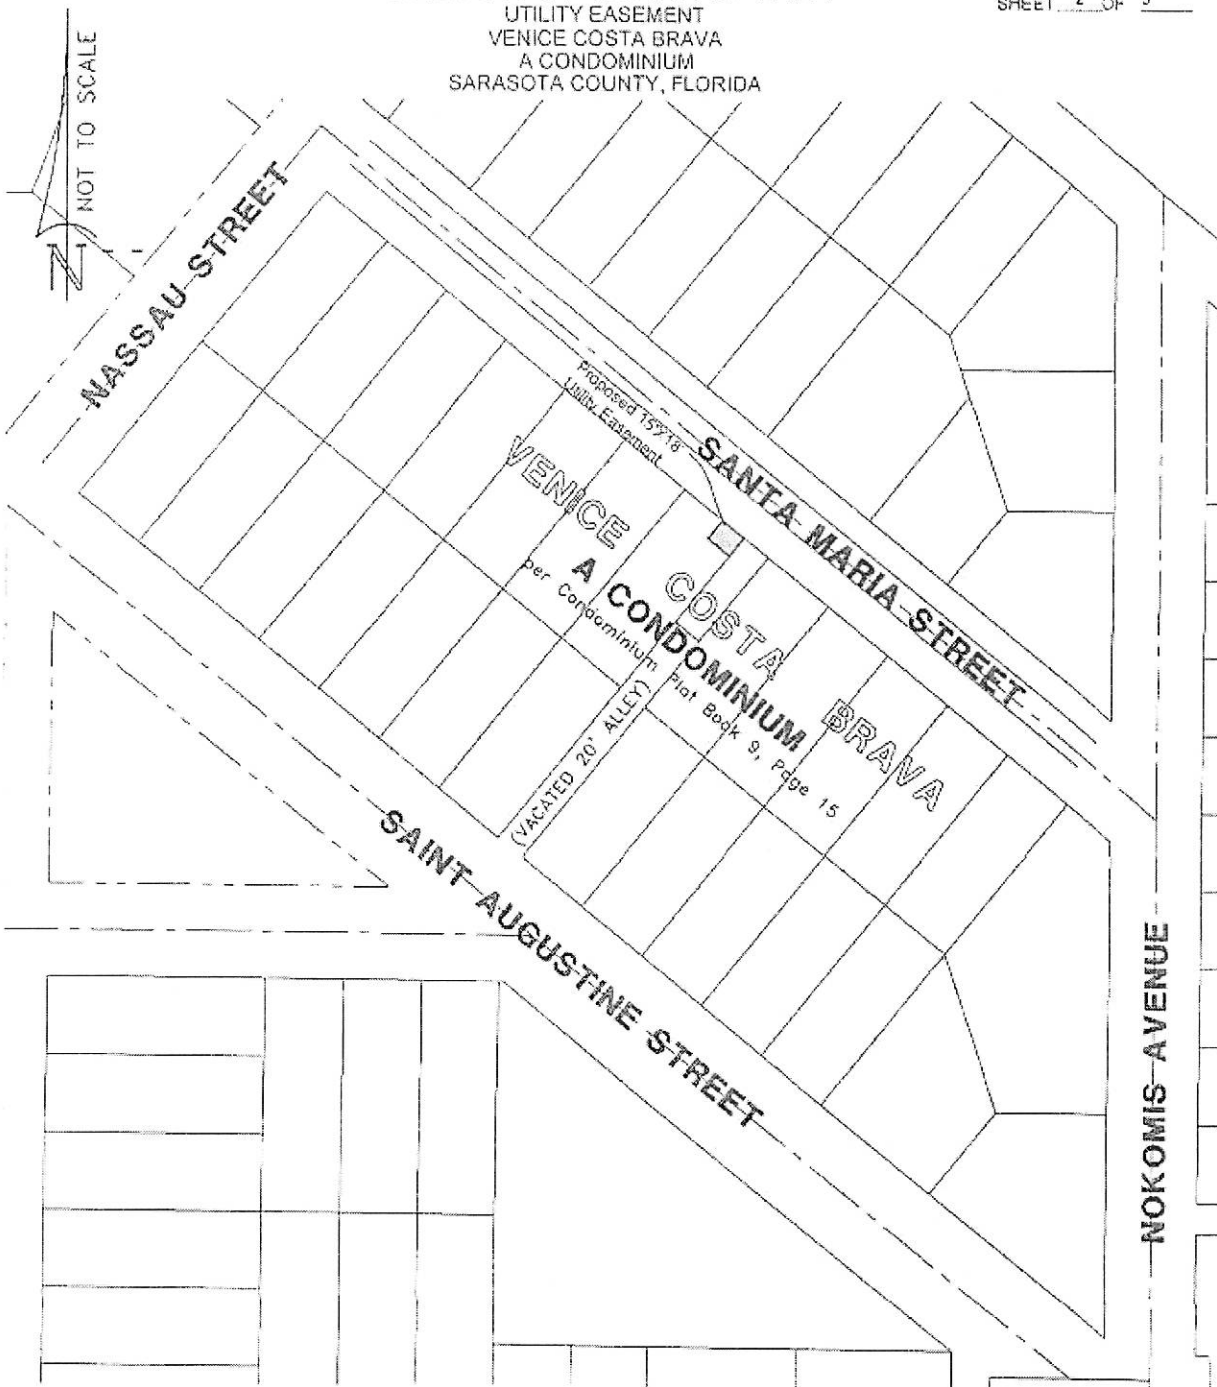 SHEET 2 OF 3
UTILITY EASEMENT
VENICE COSTA BRAVA
A CONDOMINIUM
SARASOTA COUNTY, FLORIDA
NOT TO SCALE
N
NASSAU STREET
Proposed 15'x18'
Utility Easement
SANTA MARIA STREET
VENICE COSTA BRAVA
A CONDOMINIUM
per Condominium Plat Book 9, Page 15
(VACATED 20' ALLEY)
SAINT AUGUSTINE STREET
NOKOMIS AVENUE